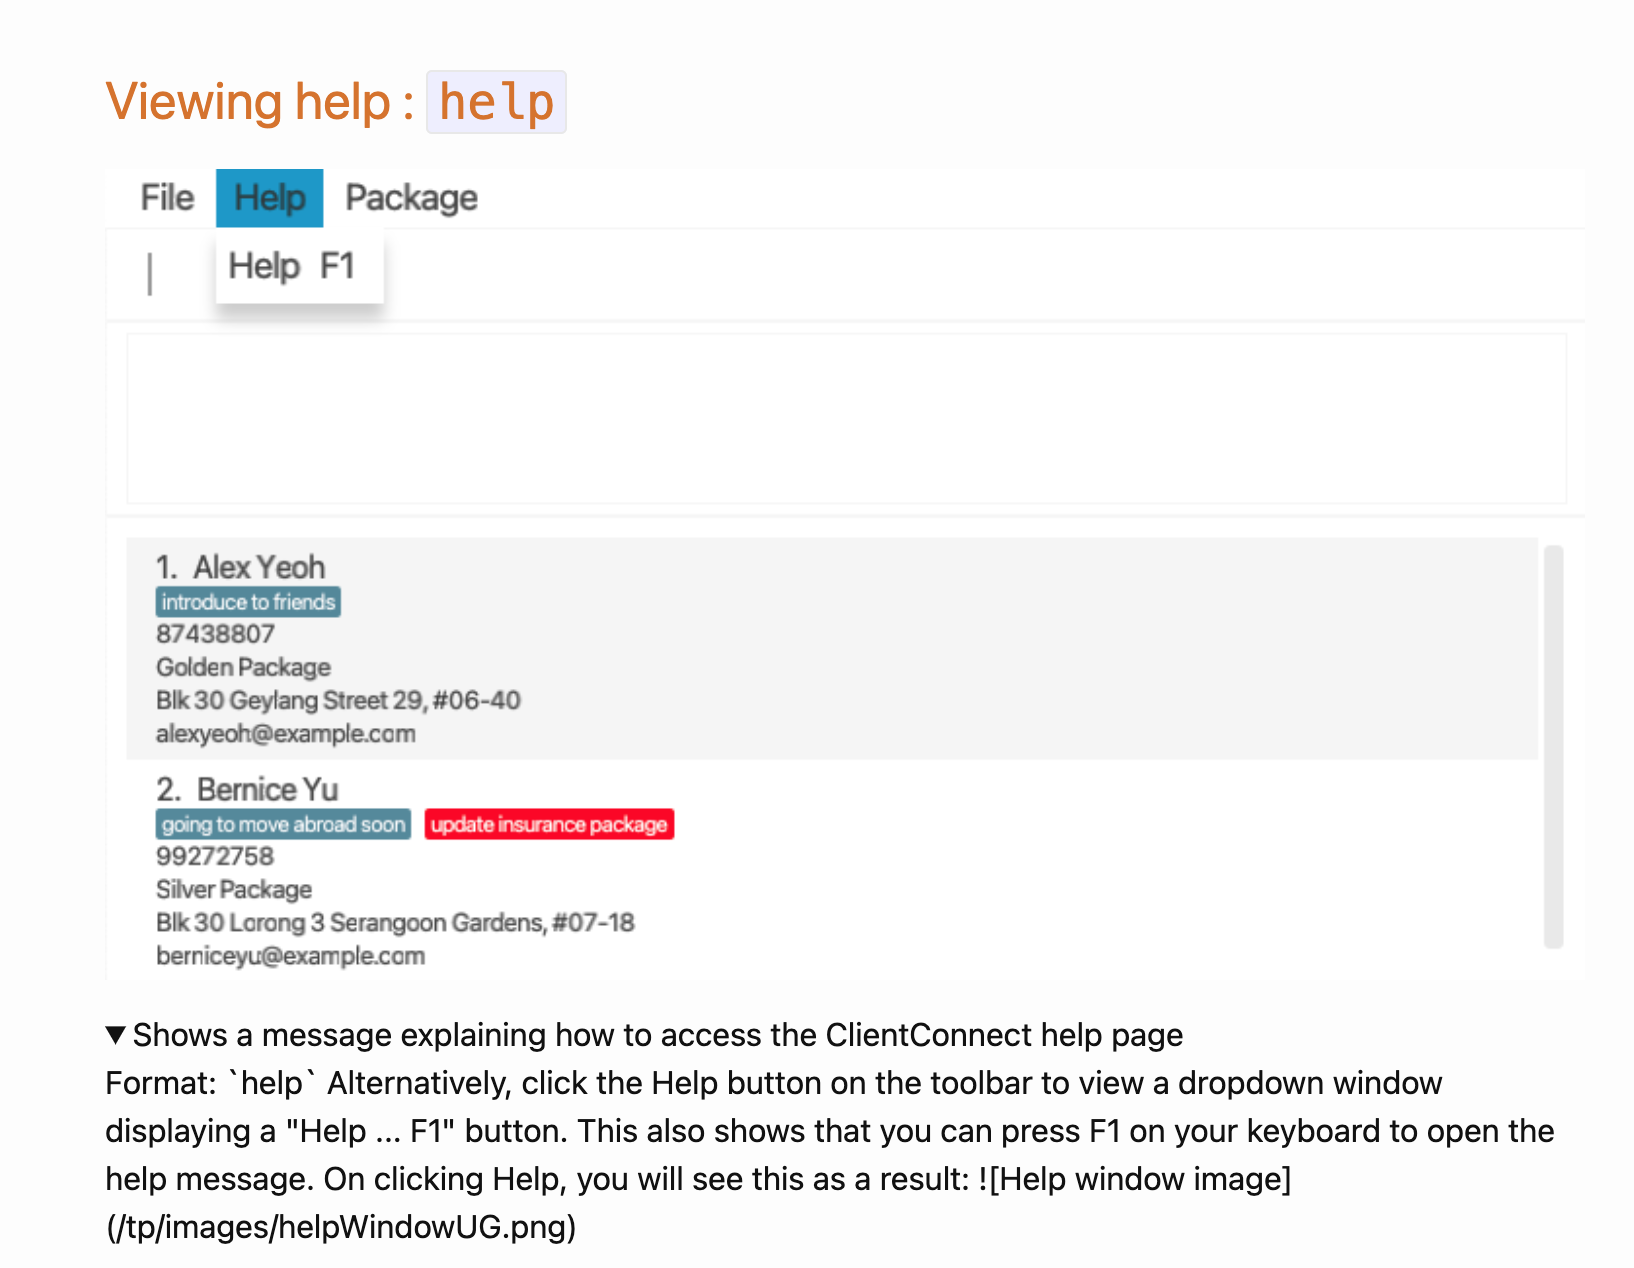 Viewing help : help
File Help Package
Help F1
1. Alex Yeoh
introduce to friends
87438807
Golden Package
Blk 30 Geylang Street 29, #06-40
alexyeoh@example.com
2. Bernice Yu
going to move abroad soon update insurance package
99272758
Silver Package
Blk 30 Lorong 3 Serangoon Gardens, #07-18
berniceyu@example.com
▼ Shows a message explaining how to access the ClientConnect help page
Format: `help` Alternatively, click the Help button on the toolbar to view a dropdown window
displaying a "Help ... F1" button. This also shows that you can press F1 on your keyboard to open the
help message. On clicking Help, you will see this as a result: ![Help window image]
(/tp/images/helpWindowUG.png)